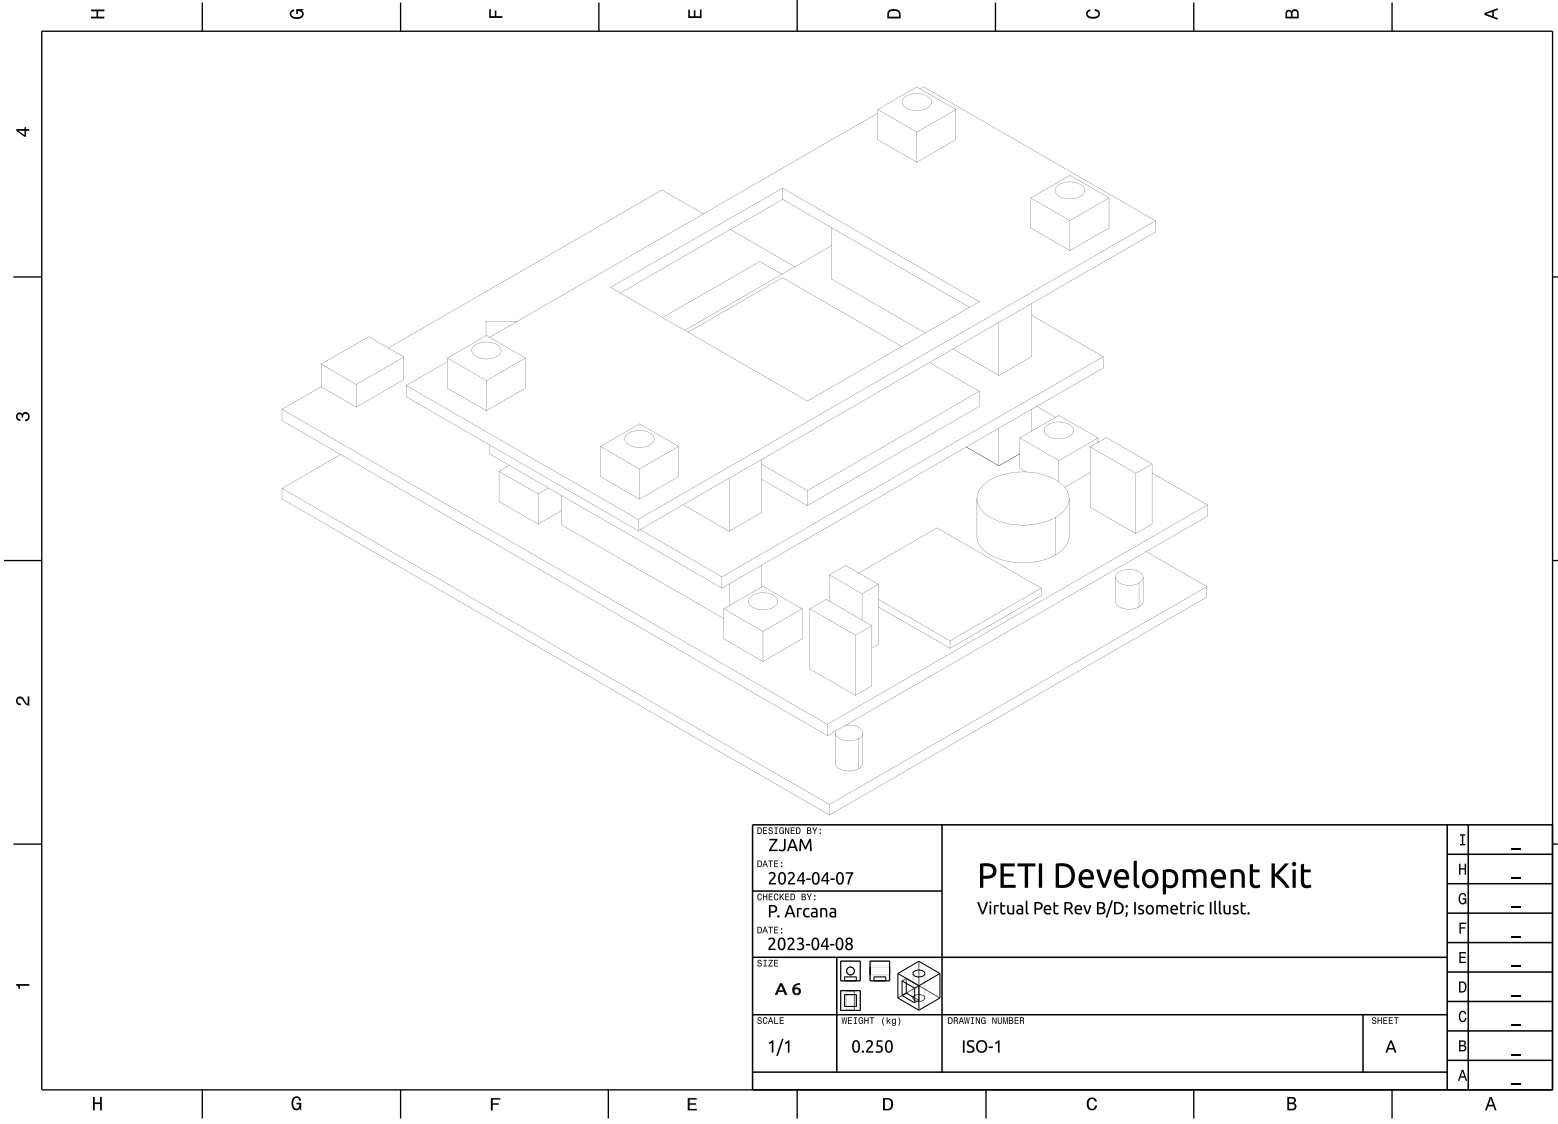 H G F E D C B A
4
3
2
1
DESIGNED BY:
ZJAM
DATE:
2024-04-07
CHECKED BY:
P. Arcana
DATE:
2023-04-08
PETI Development Kit
Virtual Pet Rev B/D; Isometric Illust.
SIZE
A 6
SCALE
1/1
WEIGHT (kg)
0.250
DRAWING NUMBER
ISO-1
SHEET
A
I _
H _
G _
F _
E _
D _
C _
B _
A _
H G F E D C B A